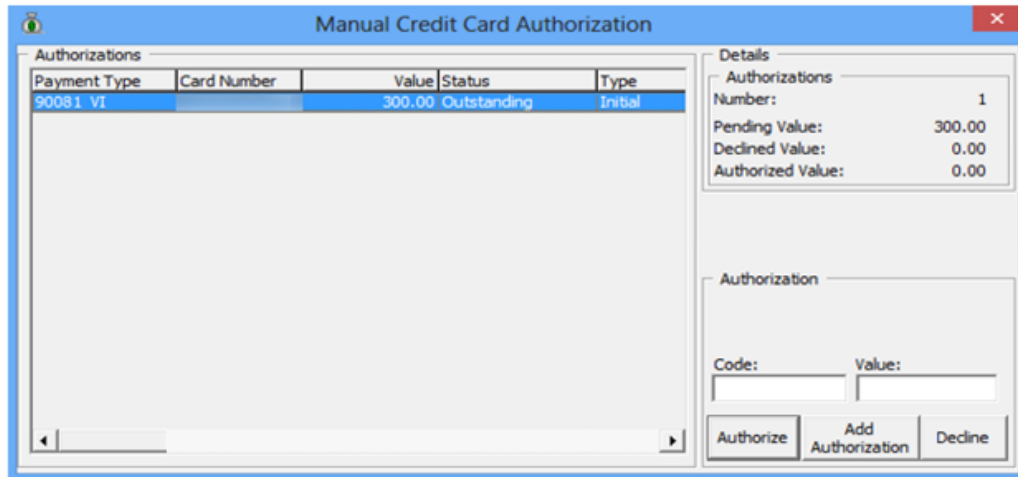 Manual Credit Card Authorization
Authorizations
Payment Type Card Number Value Status Type
90081 VI 300.00 Outstanding Initial
Details
Authorizations
Number: 1
Pending Value: 300.00
Declined Value: 0.00
Authorized Value: 0.00
Authorization
Code: Value:
Authorize Add Authorization Decline